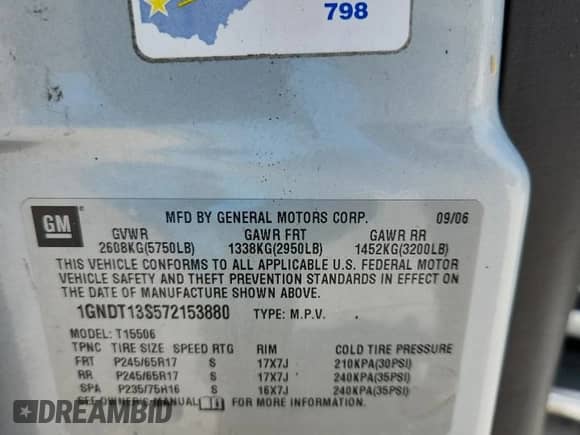 798
GM
MFD BY GENERAL MOTORS CORP. 09/06
GVWR GAWR FRT GAWR RR
2608KG(5750LB) 1338KG(2950LB) 1452KG(3200LB)
THIS VEHICLE CONFORMS TO ALL APPLICABLE U.S. FEDERAL MOTOR
VEHICLE SAFETY AND THEFT PREVENTION STANDARDS IN EFFECT ON
THE DATE OF MANUFACTURE SHOWN ABOVE.
1GNDT13S572153880 TYPE: M.P.V.
MODEL: T15506
TPNC TIRE SIZE SPEED RTG RIM COLD TIRE PRESSURE
FRT P245/65R17 S 17X7J 210KPA(30PSI)
RR P245/65R17 S 17X7J 240KPA(35PSI)
SPA P235/75H16 S 16X7J 240KPA(35PSI)
SEE OWNERS MANUAL FOR MORE INFORMATION.
DREAMBID